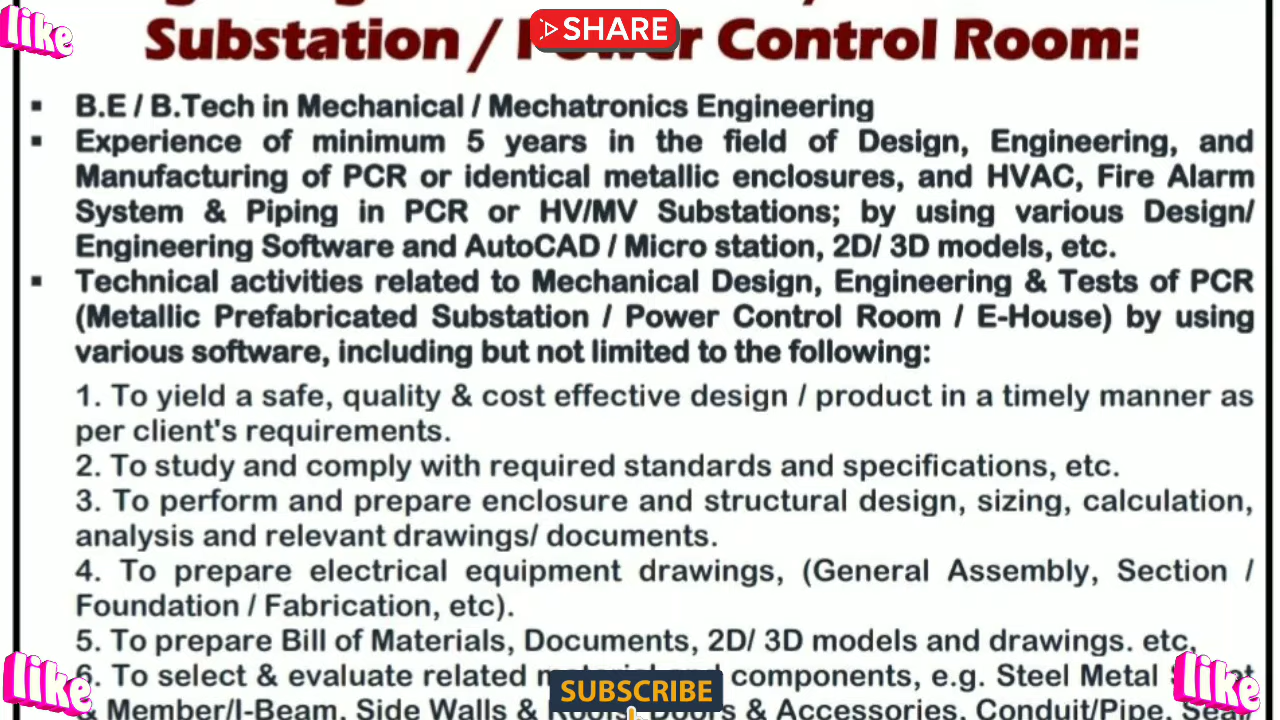 like
SHARE
Substation / Power Control Room:
▪ B.E / B.Tech in Mechanical / Mechatronics Engineering
▪ Experience of minimum 5 years in the field of Design, Engineering, and
Manufacturing of PCR or identical metallic enclosures, and HVAC, Fire Alarm
System & Piping in PCR or HV/MV Substations; by using various Design/
Engineering Software and AutoCAD / Micro station, 2D/ 3D models, etc.
▪ Technical activities related to Mechanical Design, Engineering & Tests of PCR
(Metallic Prefabricated Substation / Power Control Room / E-House) by using
various software, including but not limited to the following:
1. To yield a safe, quality & cost effective design / product in a timely manner as
per client's requirements.
2. To study and comply with required standards and specifications, etc.
3. To perform and prepare enclosure and structural design, sizing, calculation,
analysis and relevant drawings/ documents.
4. To prepare electrical equipment drawings, (General Assembly, Section /
Foundation / Fabrication, etc).
5. To prepare Bill of Materials, Documents, 2D/ 3D models and drawings. etc,
6. To select & evaluate related components, e.g. Steel Metal
& Member/I-Beam, Side Walls & & Accessories, Conduit/Pipe,
like
SUBSCRIBE
like